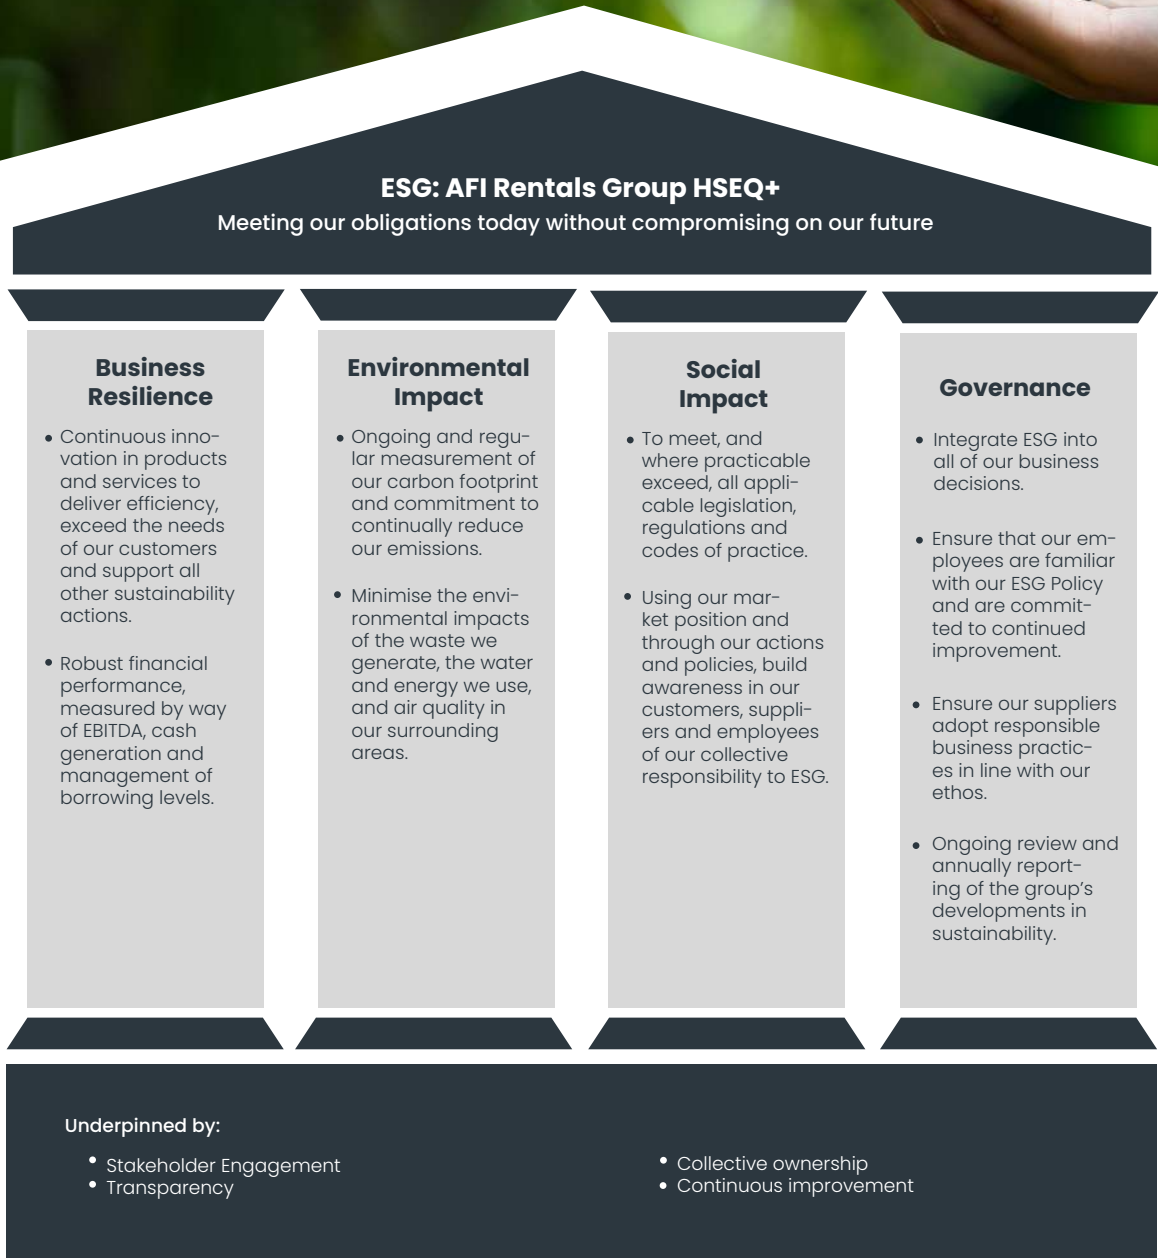 ESG: AFI Rentals Group HSEQ+
Meeting our obligations today without compromising on our future
Business
Resilience
• Continuous inno-
vation in products
and services to
deliver efficiency,
exceed the needs
of our customers
and support all
other sustainability
actions.
• Robust financial
performance,
measured by way
of EBITDA, cash
generation and
management of
borrowing levels.
Environmental
Impact
• Ongoing and regu-
lar measurement of
our carbon footprint
and commitment to
continually reduce
our emissions.
• Minimise the envi-
ronmental impacts
of the waste we
generate, the water
and energy we use,
and air quality in
our surrounding
areas.
Social
Impact
• To meet, and
where practicable
exceed, all appli-
cable legislation,
regulations and
codes of practice.
• Using our mar-
ket position and
through our actions
and policies, build
awareness in our
customers, suppli-
ers and employees
of our collective
responsibility to ESG.
Governance
• Integrate ESG into
all of our business
decisions.
• Ensure that our em-
ployees are familiar
with our ESG Policy
and are commit-
ted to continued
improvement.
• Ensure our suppliers
adopt responsible
business practic-
es in line with our
ethos.
• Ongoing review and
annually report-
ing of the group’s
developments in
sustainability.
Underpinned by:
• Stakeholder Engagement
• Transparency
• Collective ownership
• Continuous improvement